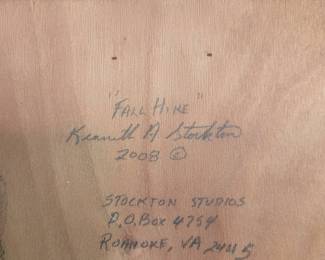 "FALL HIKE"
Kenneth A Stockton
2008 ©
STOCKTON STUDIOS
P.O. Box 4754
ROANOKE, VA 24015